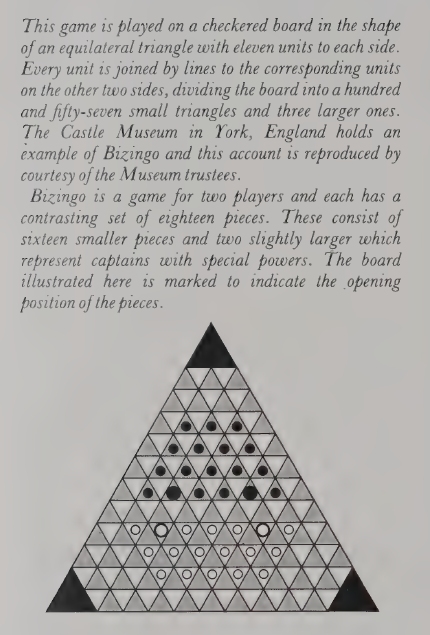 This game is played on a checkered board in the shape
of an equilateral triangle with eleven units to each side.
Every unit is joined by lines to the corresponding units
on the other two sides, dividing the board into a hundred
and fifty-seven small triangles and three larger ones.
The Castle Museum in York, England holds an
example of Bizingo and this account is reproduced by
courtesy of the Museum trustees.
Bizingo is a game for two players and each has a
contrasting set of eighteen pieces. These consist of
sixteen smaller pieces and two slightly larger which
represent captains with special powers. The board
illustrated here is marked to indicate the opening
position of the pieces.